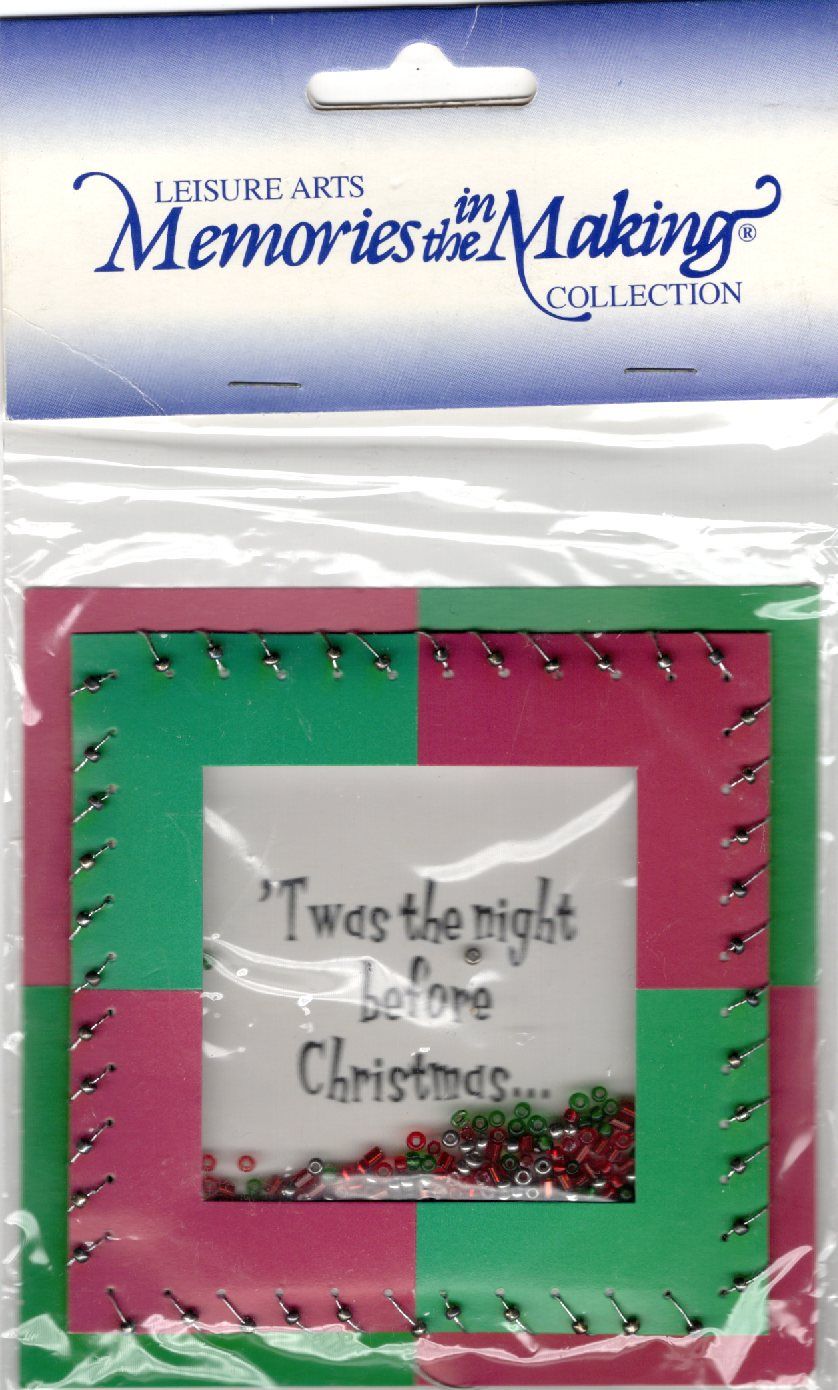 LEISURE ARTS
Memories in the Making®
COLLECTION
'Twas the night
before
Christmas...